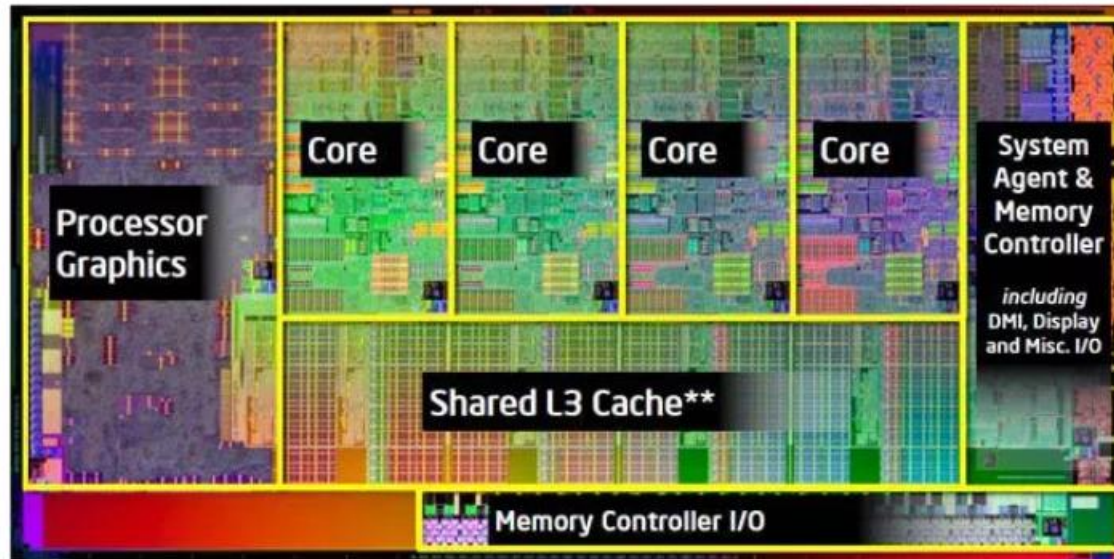 Processor
Graphics
Core
Core
Core
Core
System
Agent &
Memory
Controller
including
DMI, Display
and Misc. I/O
Shared L3 Cache**
Memory Controller I/O